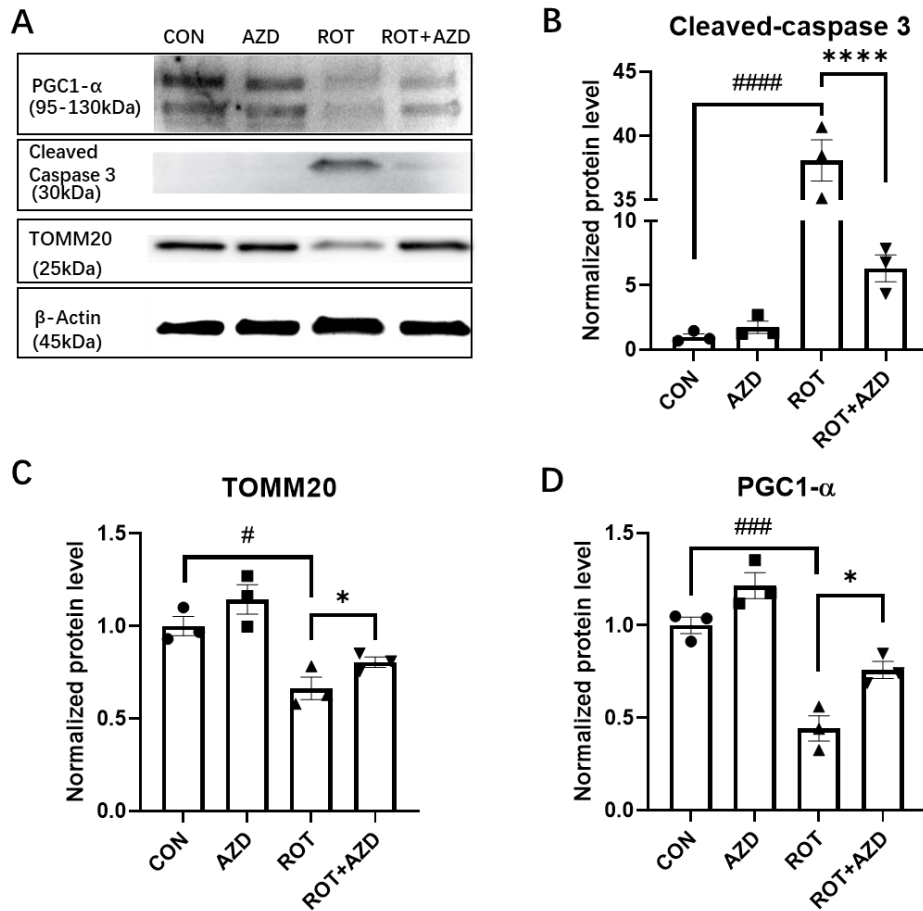 A
CON AZD ROT ROT+AZD
PGC1-α
(95-130kDa)
Cleaved
Caspase 3
(30kDa)
TOMM20
(25kDa)
β-Actin
(45kDa)
B
Cleaved-caspase 3
####
****
Normalized protein level
45
40
35
10
5
0
CON
AZD
ROT
ROT+AZD
C
TOMM20
#
*
Normalized protein level
1.5
1.0
0.5
0.0
CON
AZD
ROT
ROT+AZD
D
PGC1-α
###
*
Normalized protein level
1.5
1.0
0.5
0.0
CON
AZD
ROT
ROT+AZD